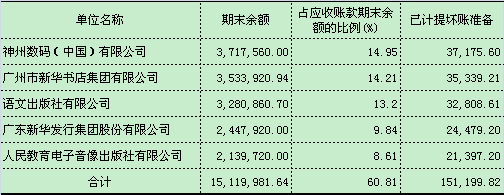 单位名称 期末余额 占应收账款期末余额的比例(%) 已计提坏账准备
神州数码(中国)有限公司 3,717,560.00 14.95 37,175.60
广州市新华书店集团有限公司 3,533,920.94 14.21 35,339.21
语文出版社有限公司 3,280,860.70 13.2 32,808.61
广东新华发行集团股份有限公司 2,447,920.00 9.84 24,479.20
人民教育电子音像出版社有限公司 2,139,720.00 8.61 21,397.20
合计 15,119,981.64 60.81 151,199.82